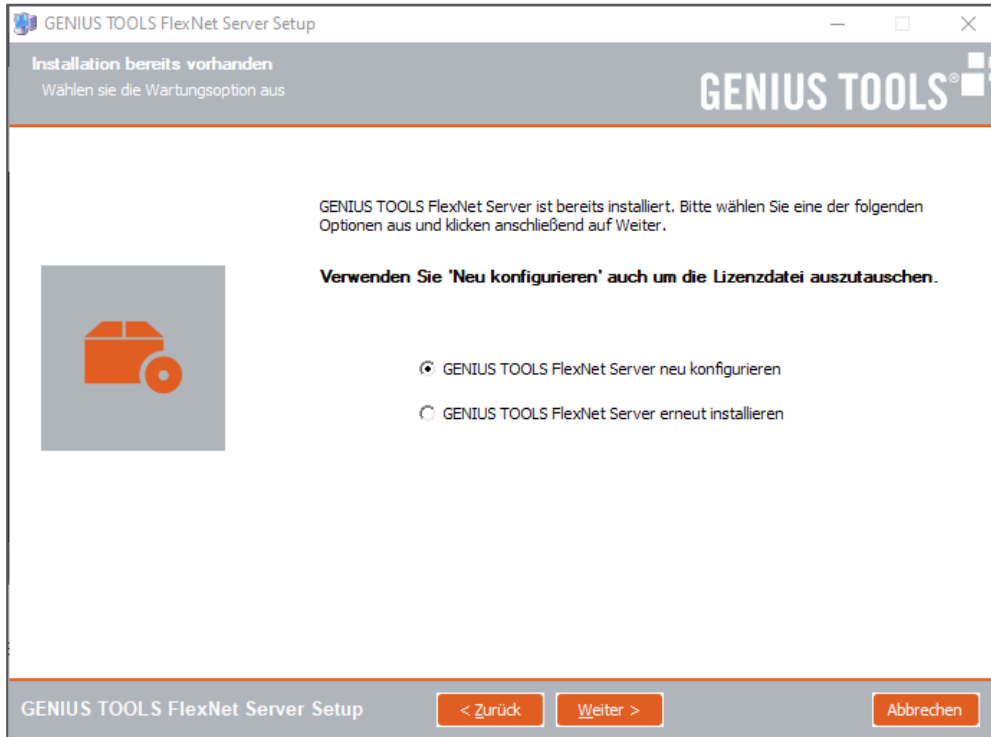 GENIUS TOOLS FlexNet Server Setup
Installation bereits vorhanden
Wählen sie die Wartungsoption aus
GENIUS TOOLS®
GENIUS TOOLS FlexNet Server ist bereits installiert. Bitte wählen Sie eine der folgenden
Optionen aus und klicken anschließend auf Weiter.
Verwenden Sie 'Neu konfigurieren' auch um die Lizenzdatei auszutauschen.
GENIUS TOOLS FlexNet Server neu konfigurieren
GENIUS TOOLS FlexNet Server erneut installieren
GENIUS TOOLS FlexNet Server Setup
< Zurück
Weiter >
Abbrechen